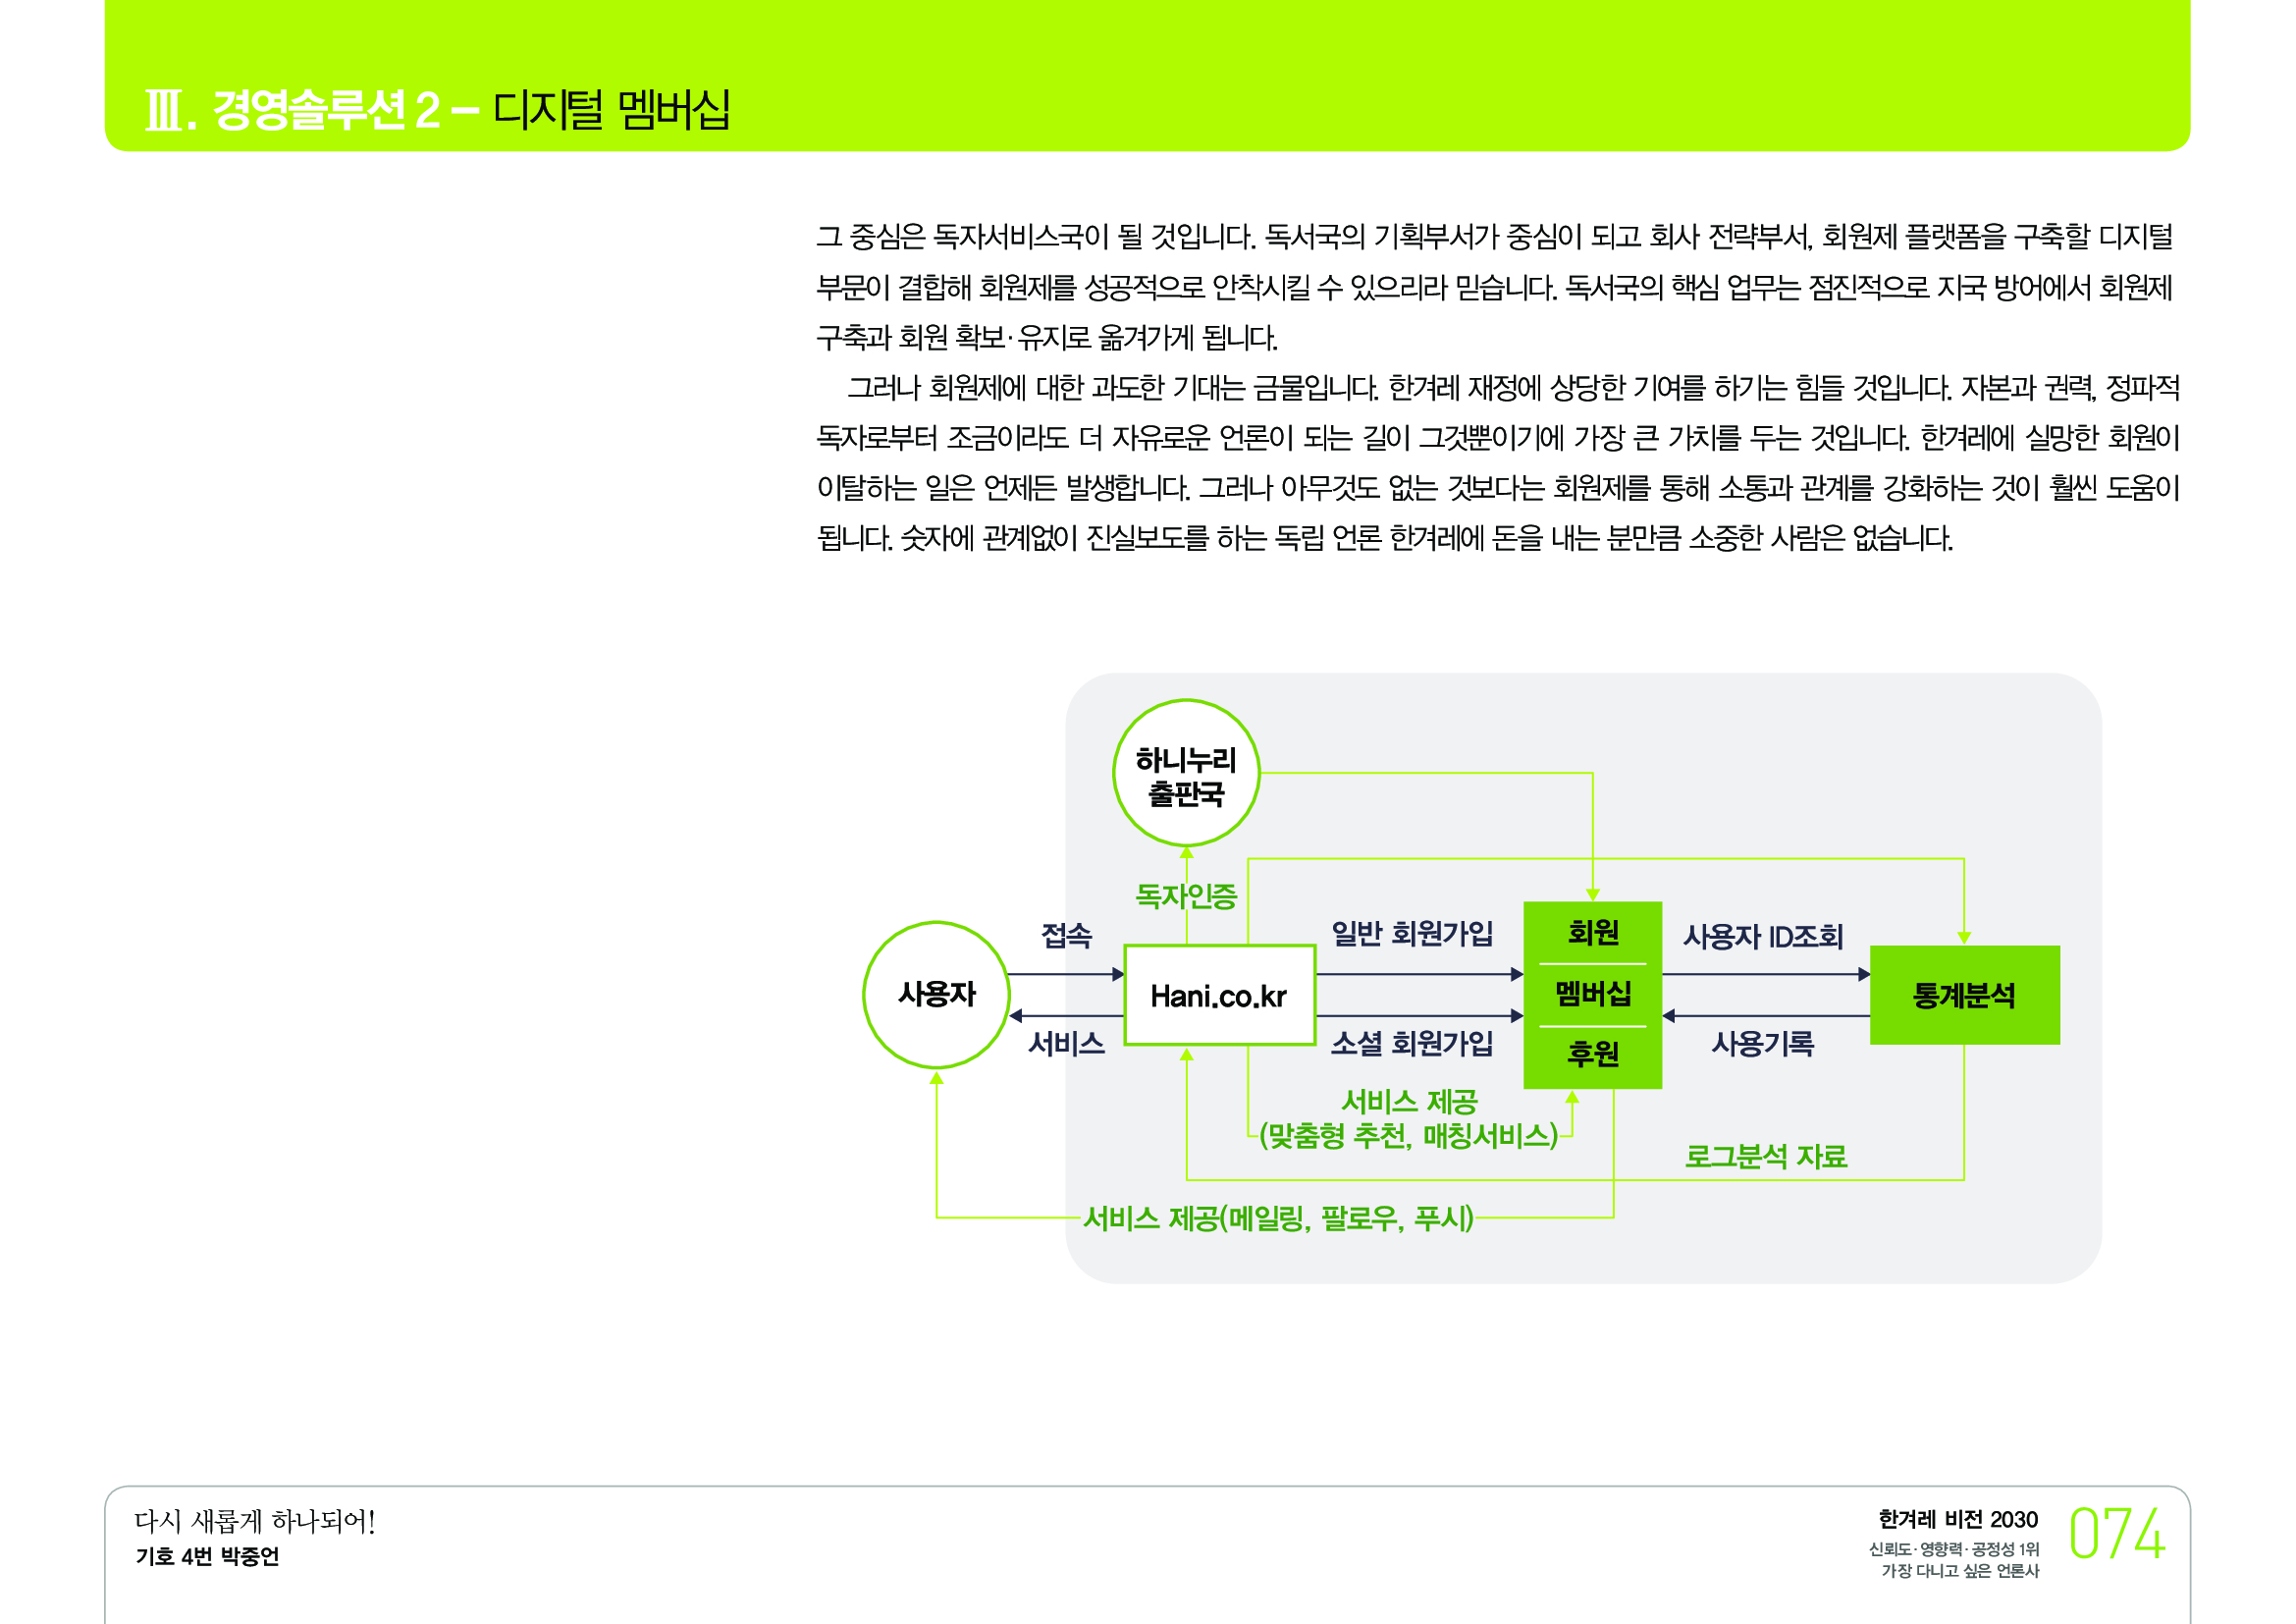 Ⅲ. 경영솔루션 2 – 디지털 멤버십
그 중심은 독자서비스국이 될 것입니다. 독서국의 기획부서가 중심이 되고 회사 전략부서, 회원제 플랫폼을 구축할 디지털
부문이 결합해 회원제를 성공적으로 안착시킬 수 있으리라 믿습니다. 독서국의 핵심 업무는 점진적으로 지국 방어에서 회원제
구축과 회원 확보·유지로 옮겨가게 됩니다.
그러나 회원제에 대한 과도한 기대는 금물입니다. 한겨레 재정에 상당한 기여를 하기는 힘들 것입니다. 자본과 권력, 정파적
독자로부터 조금이라도 더 자유로운 언론이 되는 길이 그것뿐이기에 가장 큰 가치를 두는 것입니다. 한겨레에 실망한 회원이
이탈하는 일은 언제든 발생합니다. 그러나 아무것도 없는 것보다는 회원제를 통해 소통과 관계를 강화하는 것이 훨씬 도움이
됩니다. 숫자에 관계없이 진실보도를 하는 독립 언론 한겨레에 돈을 내는 분만큼 소중한 사람은 없습니다.
하니누리
출판국
독자인증
접속
일반 회원가입
회원
사용자 ID조회
사용자
Hani.co.kr
멤버십
통계분석
서비스
소셜 회원가입
후원
사용기록
서비스 제공
(맞춤형 추천, 매칭서비스)
로그분석 자료
서비스 제공(메일링, 팔로우, 푸시)
다시 새롭게 하나되어!
기호 4번 박중언
한겨레 비전 2030
신뢰도·영향력·공정성 1위
가장 다니고 싶은 언론사
074